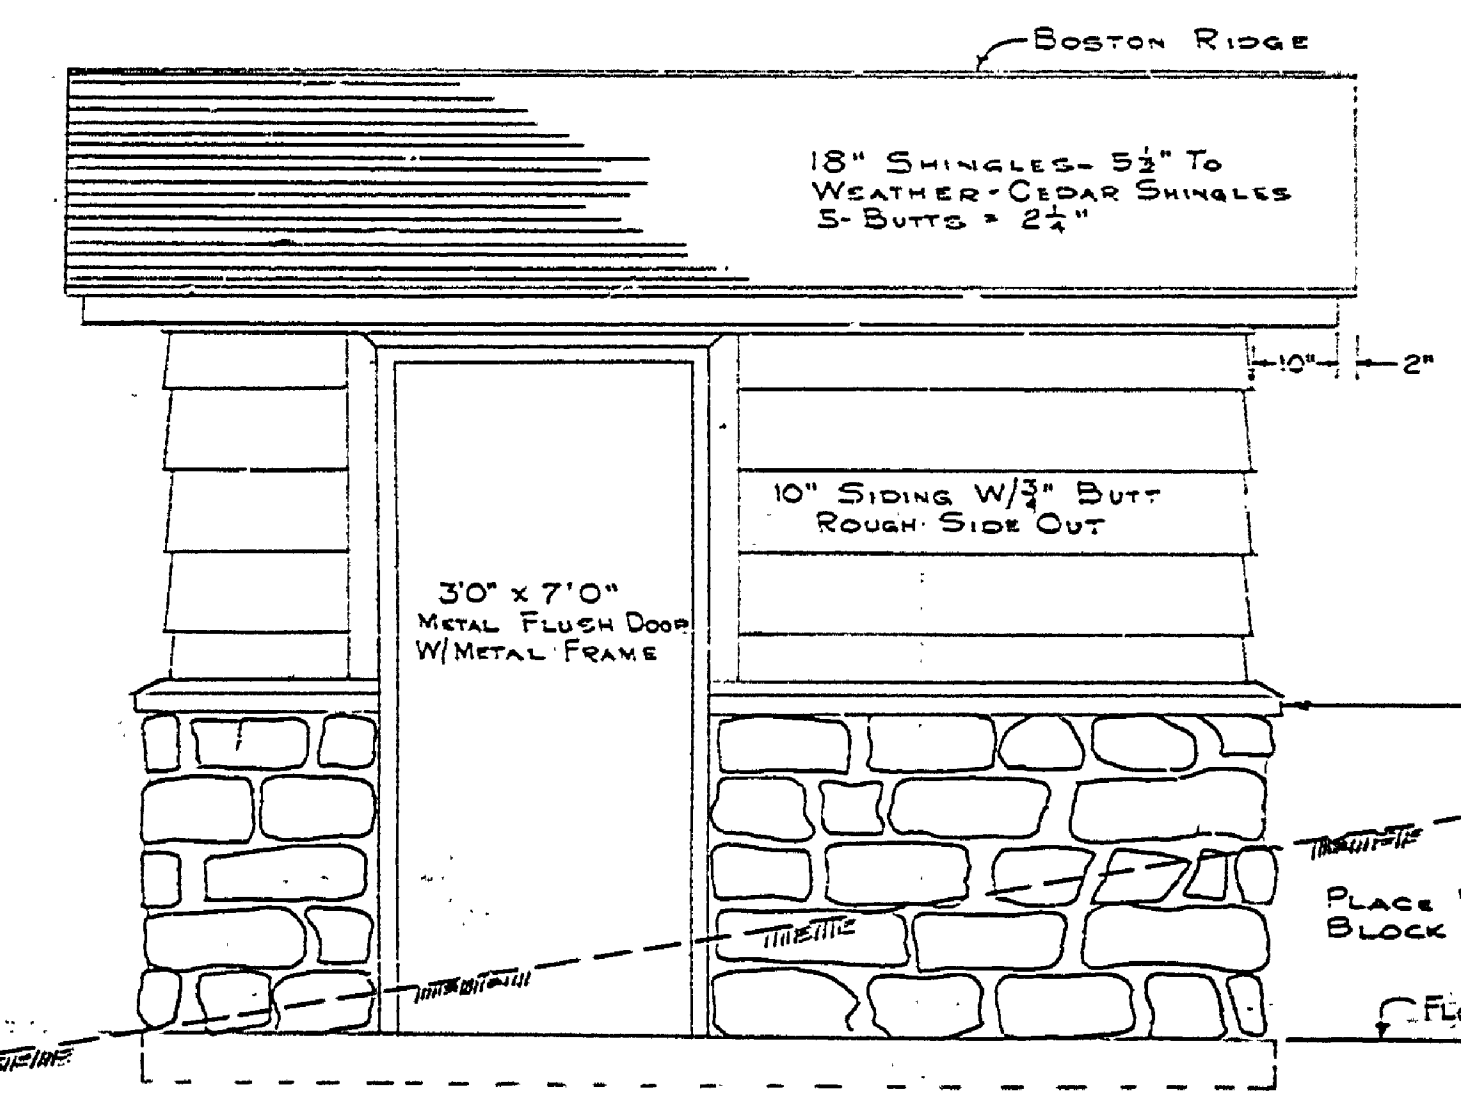 BOSTON RIDGE
18" SHINGLES- 5½" TO
WEATHER-CEDAR SHINGLES
5-BUTTS = 2¼"
10"
2"
10" SIDING W/¾" BUTT
ROUGH SIDE OUT
3'0" x 7'0"
METAL FLUSH DOOR
W/METAL FRAME
PLACE
BLOCK